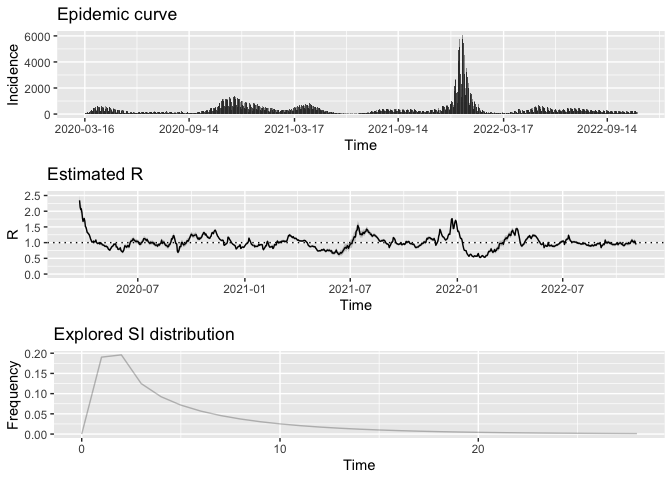 Epidemic curve
Incidence
6000
4000
2000
0
2020-03-16 2020-09-14 2021-03-17 2021-09-14 2022-03-17 2022-09-14
Time
Estimated R
R
2.5
2.0
1.5
1.0
0.5
0.0
2020-07 2021-01 2021-07 2022-01 2022-07
Time
Explored SI distribution
Frequency
0.20
0.15
0.10
0.05
0.00
0 10 20
Time